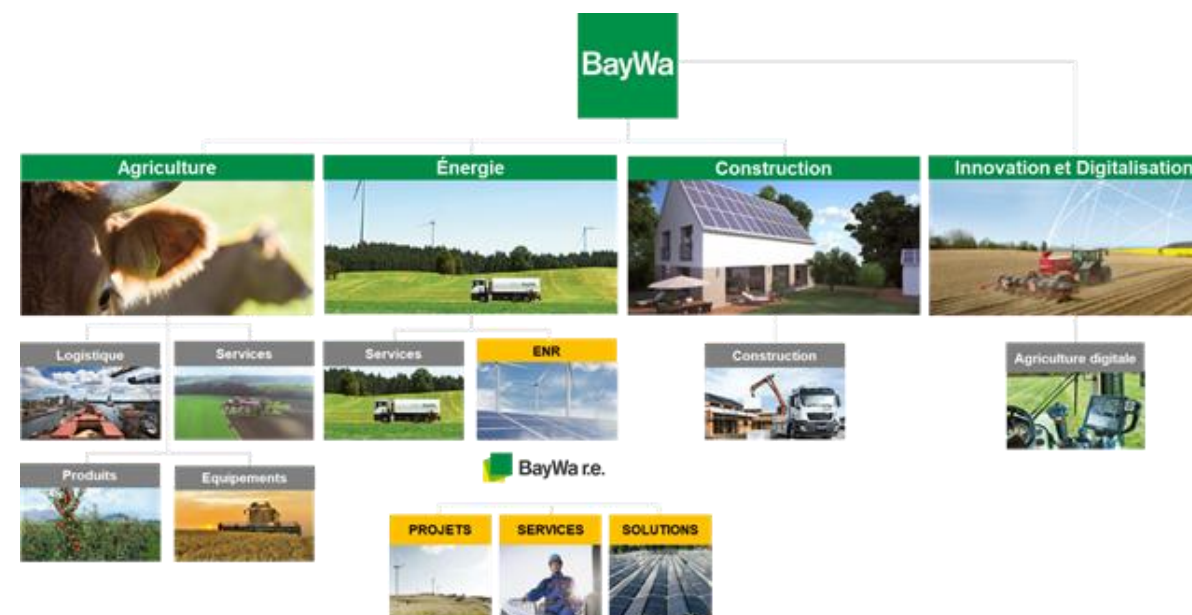 BayWa
Agriculture
Énergie
Construction
Innovation et Digitalisation
Logistique
Services
Services
ENR
Construction
Agriculture digitale
Produits
Equipements
BayWa r.e.
PROJETS
SERVICES
SOLUTIONS